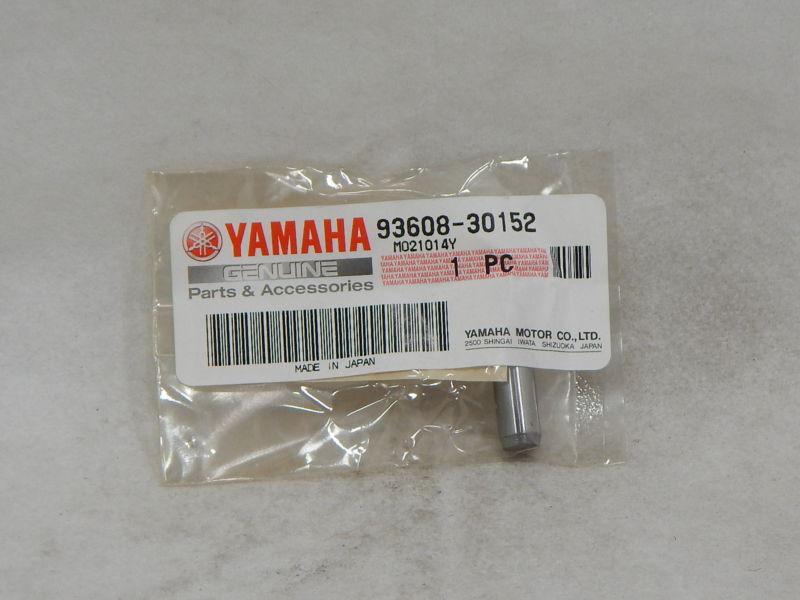 YAMAHA 93608-30152
M021014Y
GENUINE
1 PC
Parts & Accessories
YAMAHA MOTOR CO.,LTD.
2500 SHINGAI IWATA SHIZUOKA JAPAN
MADE IN JAPAN